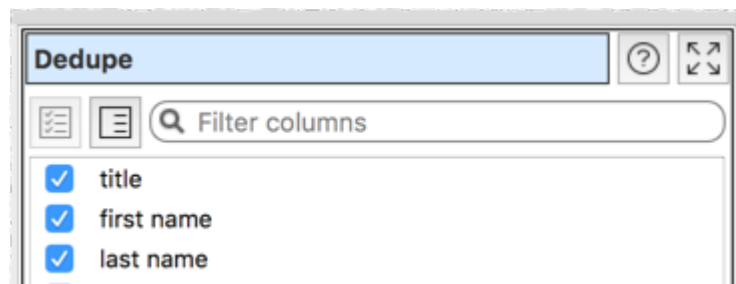 Dedupe
Filter columns
title
first name
last name